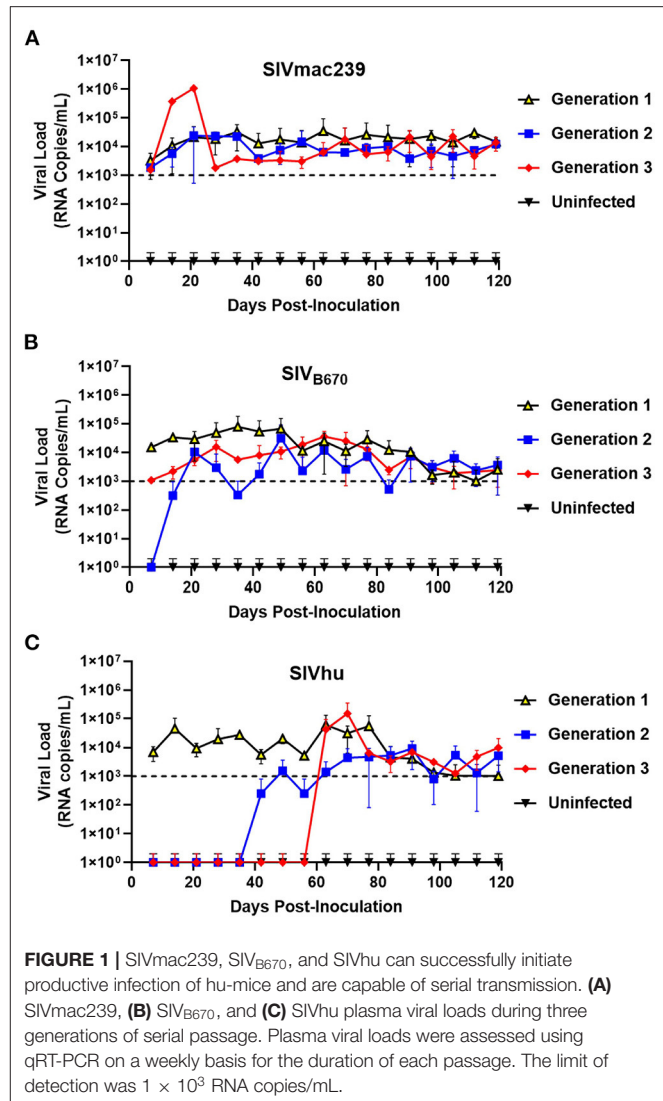 A
SIVmac239
Viral Load
(RNA Copies/mL)
1×10⁷
1×10⁶
1×10⁵
1×10⁴
1×10³
1×10²
1×10¹
1×10⁰
0 20 40 60 80 100 120
Days Post-Inoculation
Generation 1
Generation 2
Generation 3
Uninfected
B
SIVB670
Viral Load
(RNA Copies/mL)
1×10⁷
1×10⁶
1×10⁵
1×10⁴
1×10³
1×10²
1×10¹
1×10⁰
0 20 40 60 80 100 120
Days Post-Inoculation
Generation 1
Generation 2
Generation 3
Uninfected
C
SIVhu
Viral Load
(RNA copies/mL)
1×10⁷
1×10⁶
1×10⁵
1×10⁴
1×10³
1×10²
1×10¹
1×10⁰
0 20 40 60 80 100 120
Days Post-Inoculation
Generation 1
Generation 2
Generation 3
Uninfected
FIGURE 1 | SIVmac239, SIVB670, and SIVhu can successfully initiate
productive infection of hu-mice and are capable of serial transmission. (A)
SIVmac239, (B) SIVB670, and (C) SIVhu plasma viral loads during three
generations of serial passage. Plasma viral loads were assessed using
qRT-PCR on a weekly basis for the duration of each passage. The limit of
detection was 1 × 10³ RNA copies/mL.